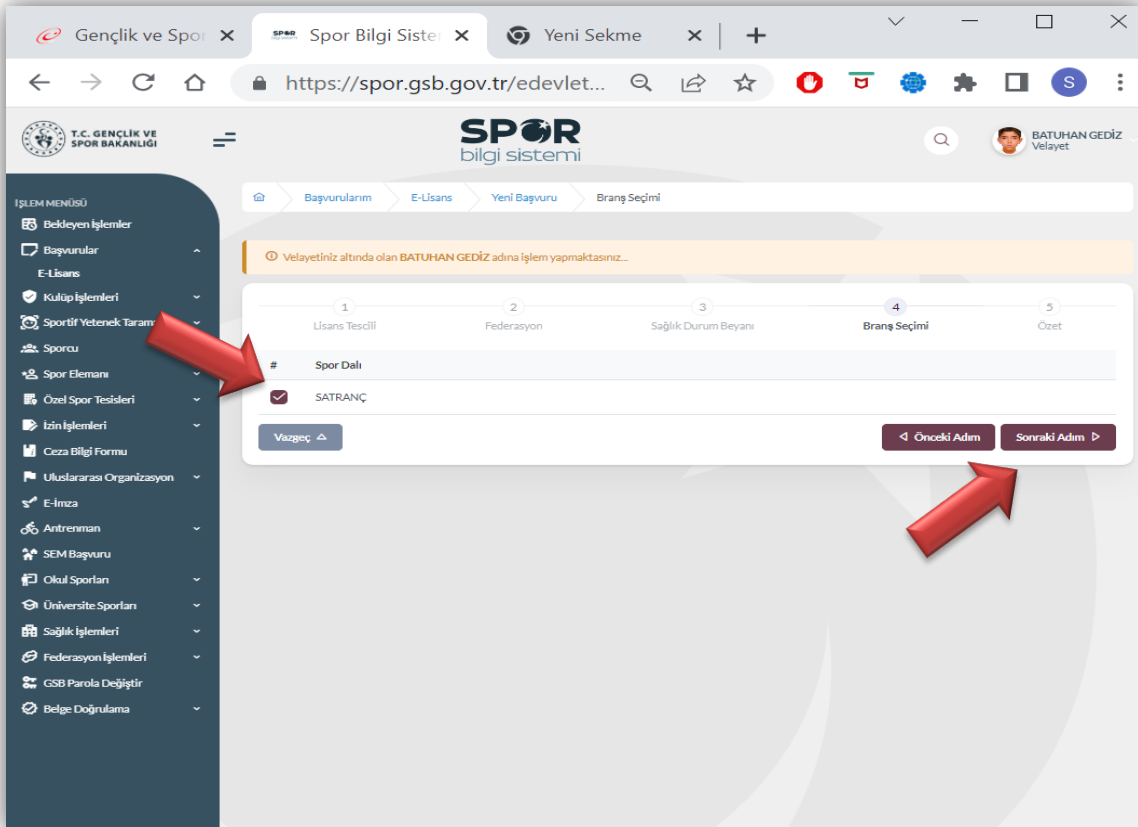 Gençlik ve Spor
Spor Bilgi Siste
Yeni Sekme
https://spor.gsb.gov.tr/edevlet...
S
T.C. GENÇLİK VE
SPOR BAKANLIĞI
SPOR
bilgi sistemi
BATUHAN GEDİZ
Velayet
İŞLEM MENÜSÜ
Bekleyen İşlemler
Başvurular
E-Lisans
Kulüp İşlemleri
Sportif Yetenek Tarama
Sporcu
Spor Elemanı
Özel Spor Tesisleri
İzin İşlemleri
Ceza Bilgi Formu
Uluslararası Organizasyon
E-İmza
Antrenman
SEM Başvuru
Okul Sporları
Üniversite Sporları
Sağlık İşlemleri
Federasyon İşlemleri
GSB Parola Değiştir
Belge Doğrulama
Başvurularım
E-Lisans
Yeni Başvuru
Branş Seçimi
Velayetiniz altında olan BATUHAN GEDİZ adına işlem yapmaktasınız...
1
Lisans Tescili
2
Federasyon
3
Sağlık Durum Beyanı
4
Branş Seçimi
5
Özet
# Spor Dalı
SATRANÇ
Vazgeç
Önceki Adım
Sonraki Adım